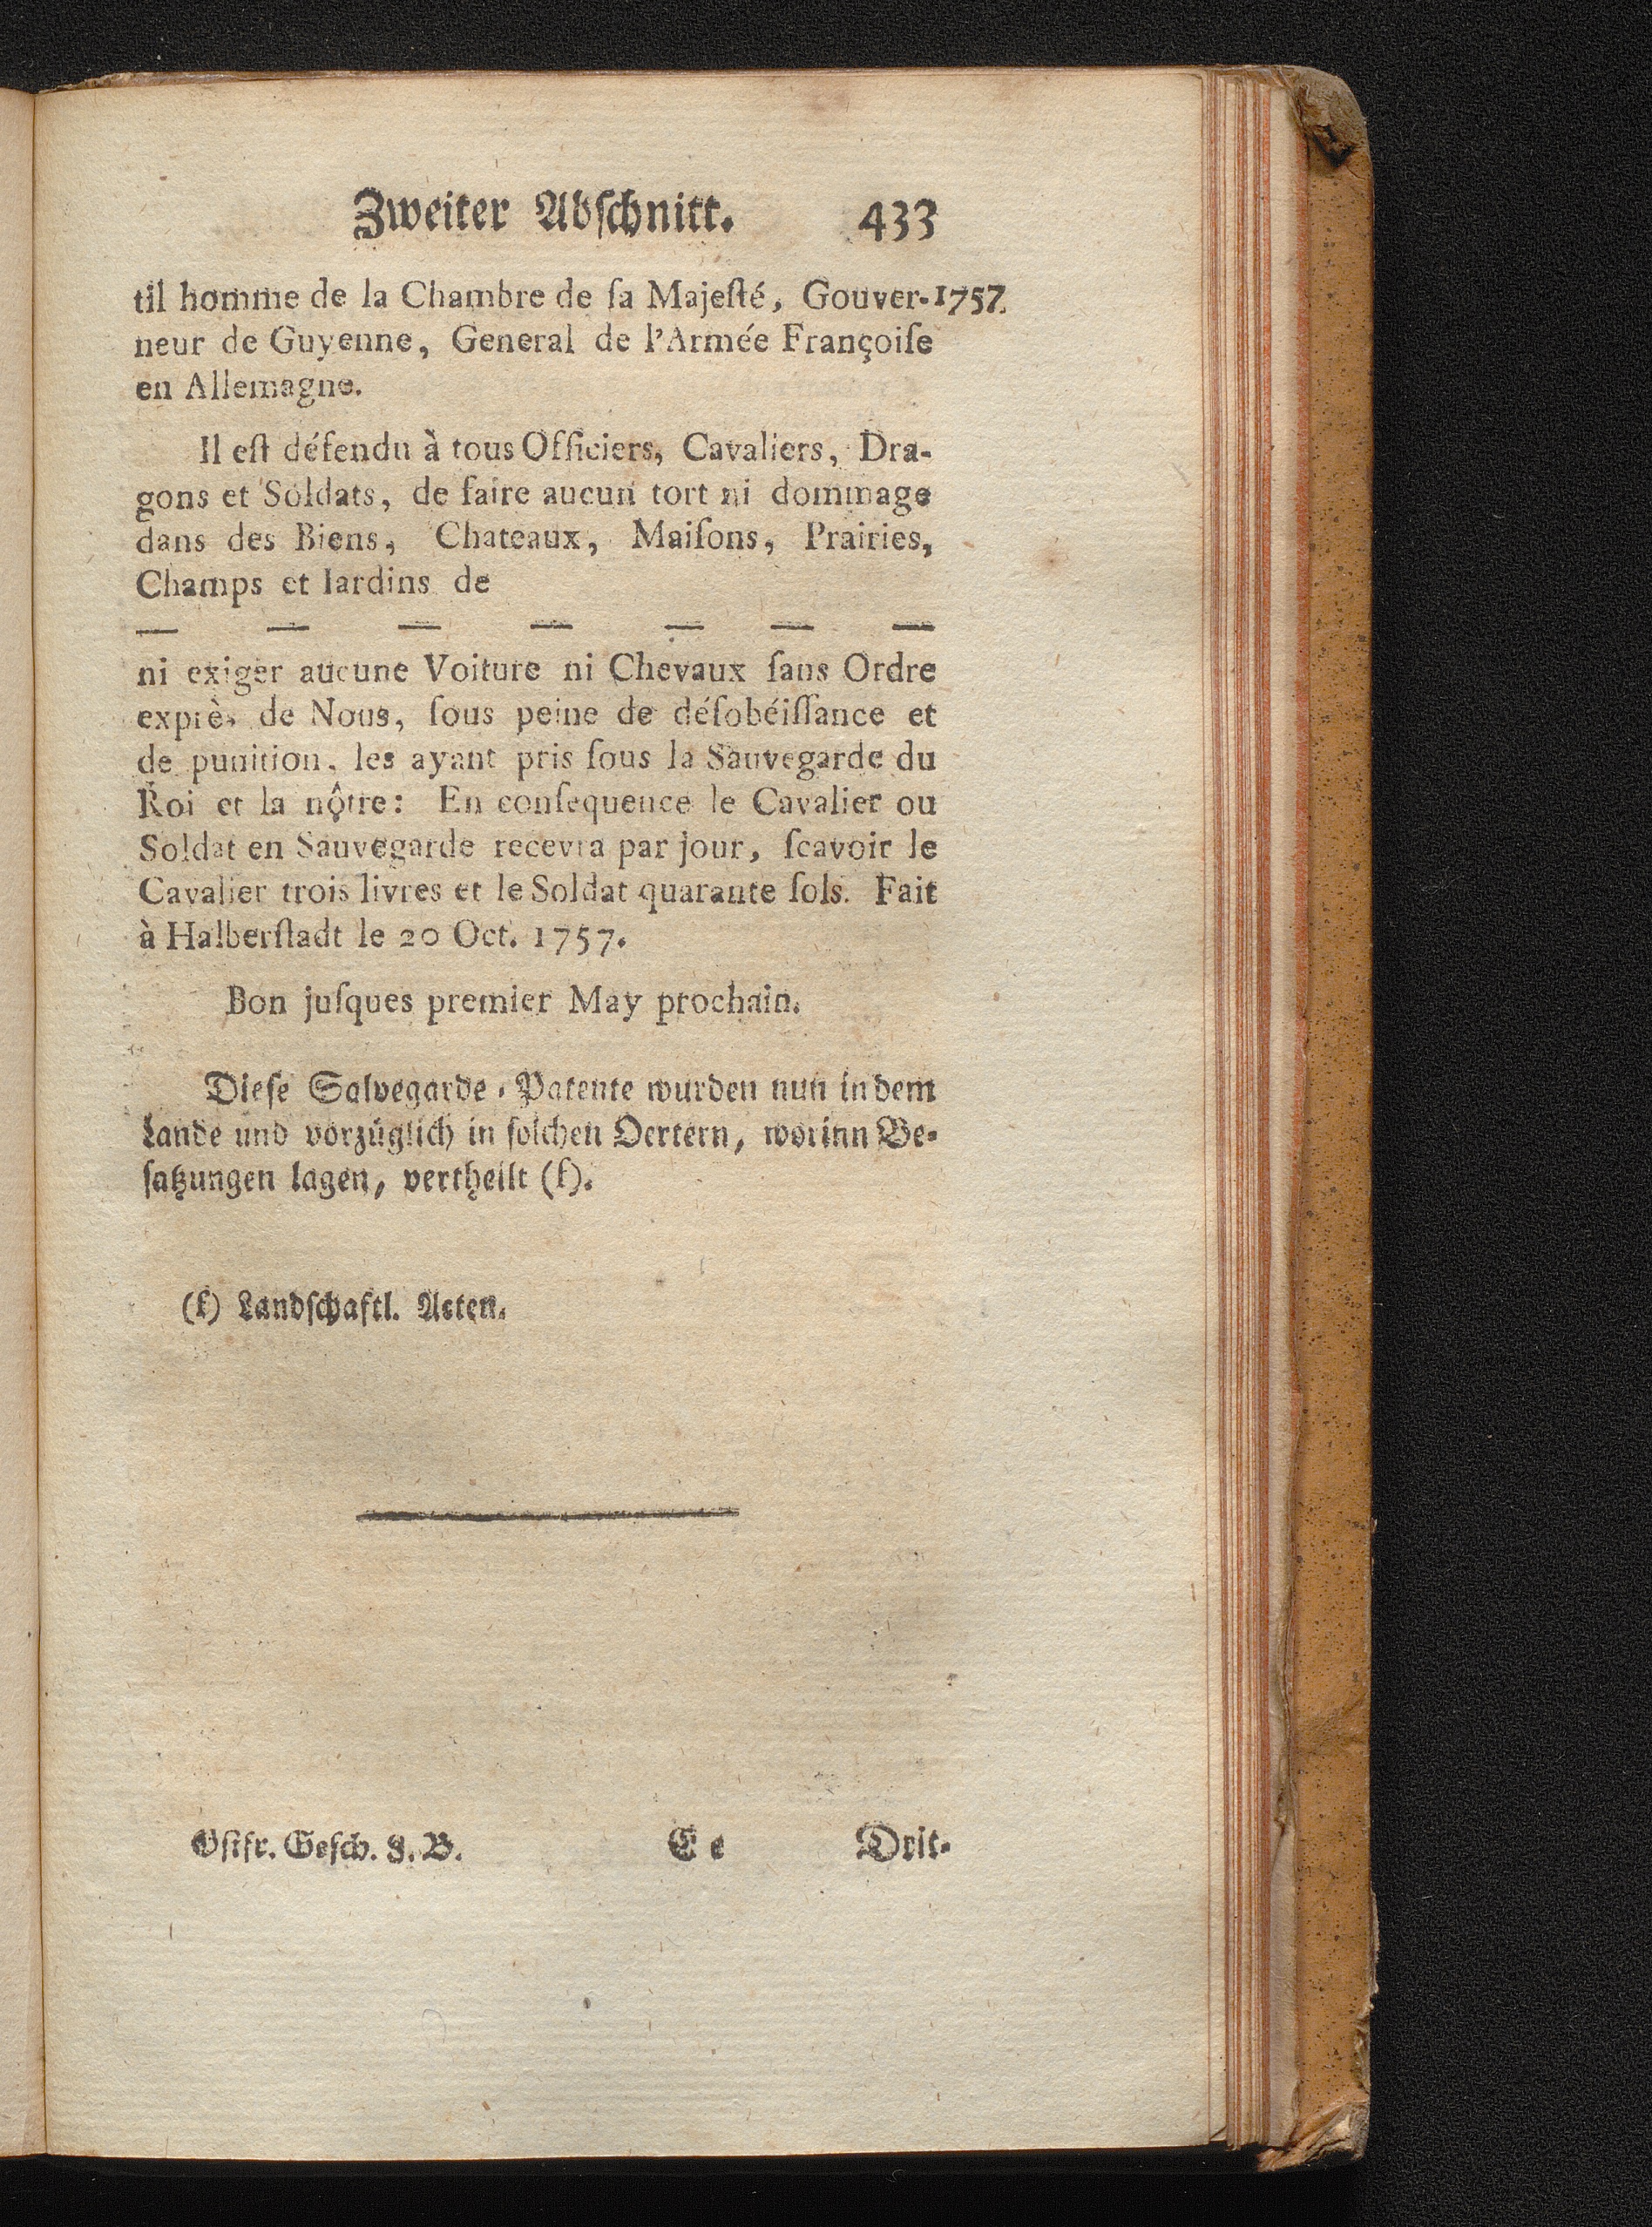 Zweiter Abſchnitt. 433
til homme de la Chambre de ſa Majeſté, Gouver- 1757.
neur de Guyenne, General de l'Armée Françoiſe
en Allemagne.
Il eſt défendu à tous Officiers, Cavaliers, Dra-
gons et Soldats, de faire aucun tort ni dommage
dans des Biens, Chateaux, Maiſons, Prairies,
Champs et Iardins de
— — — — — — —
ni exiger aucune Voiture ni Chevaux ſans Ordre
exprès de Nous, ſous peine de déſobéiſſance et
de punition, les ayant pris ſous la Sauvegarde du
Roi et la nôtre: En conſequence le Cavalier ou
Soldat en Sauvegarde recevra par jour, ſcavoir le
Cavalier trois livres et le Soldat quarante ſols. Fait
à Halberſtadt le 20 Oct. 1757.
Bon juſques premier May prochain.
Dieſe Salvegarde-Patente wurden nun in dem
Lande und vorzüglich in ſolchen Oertern, worinn Be-
ſatzungen lagen, vertheilt (k).
(k) Landſchaftl. Acten.
Oſtfr. Geſch. 8. B. E e Drit-